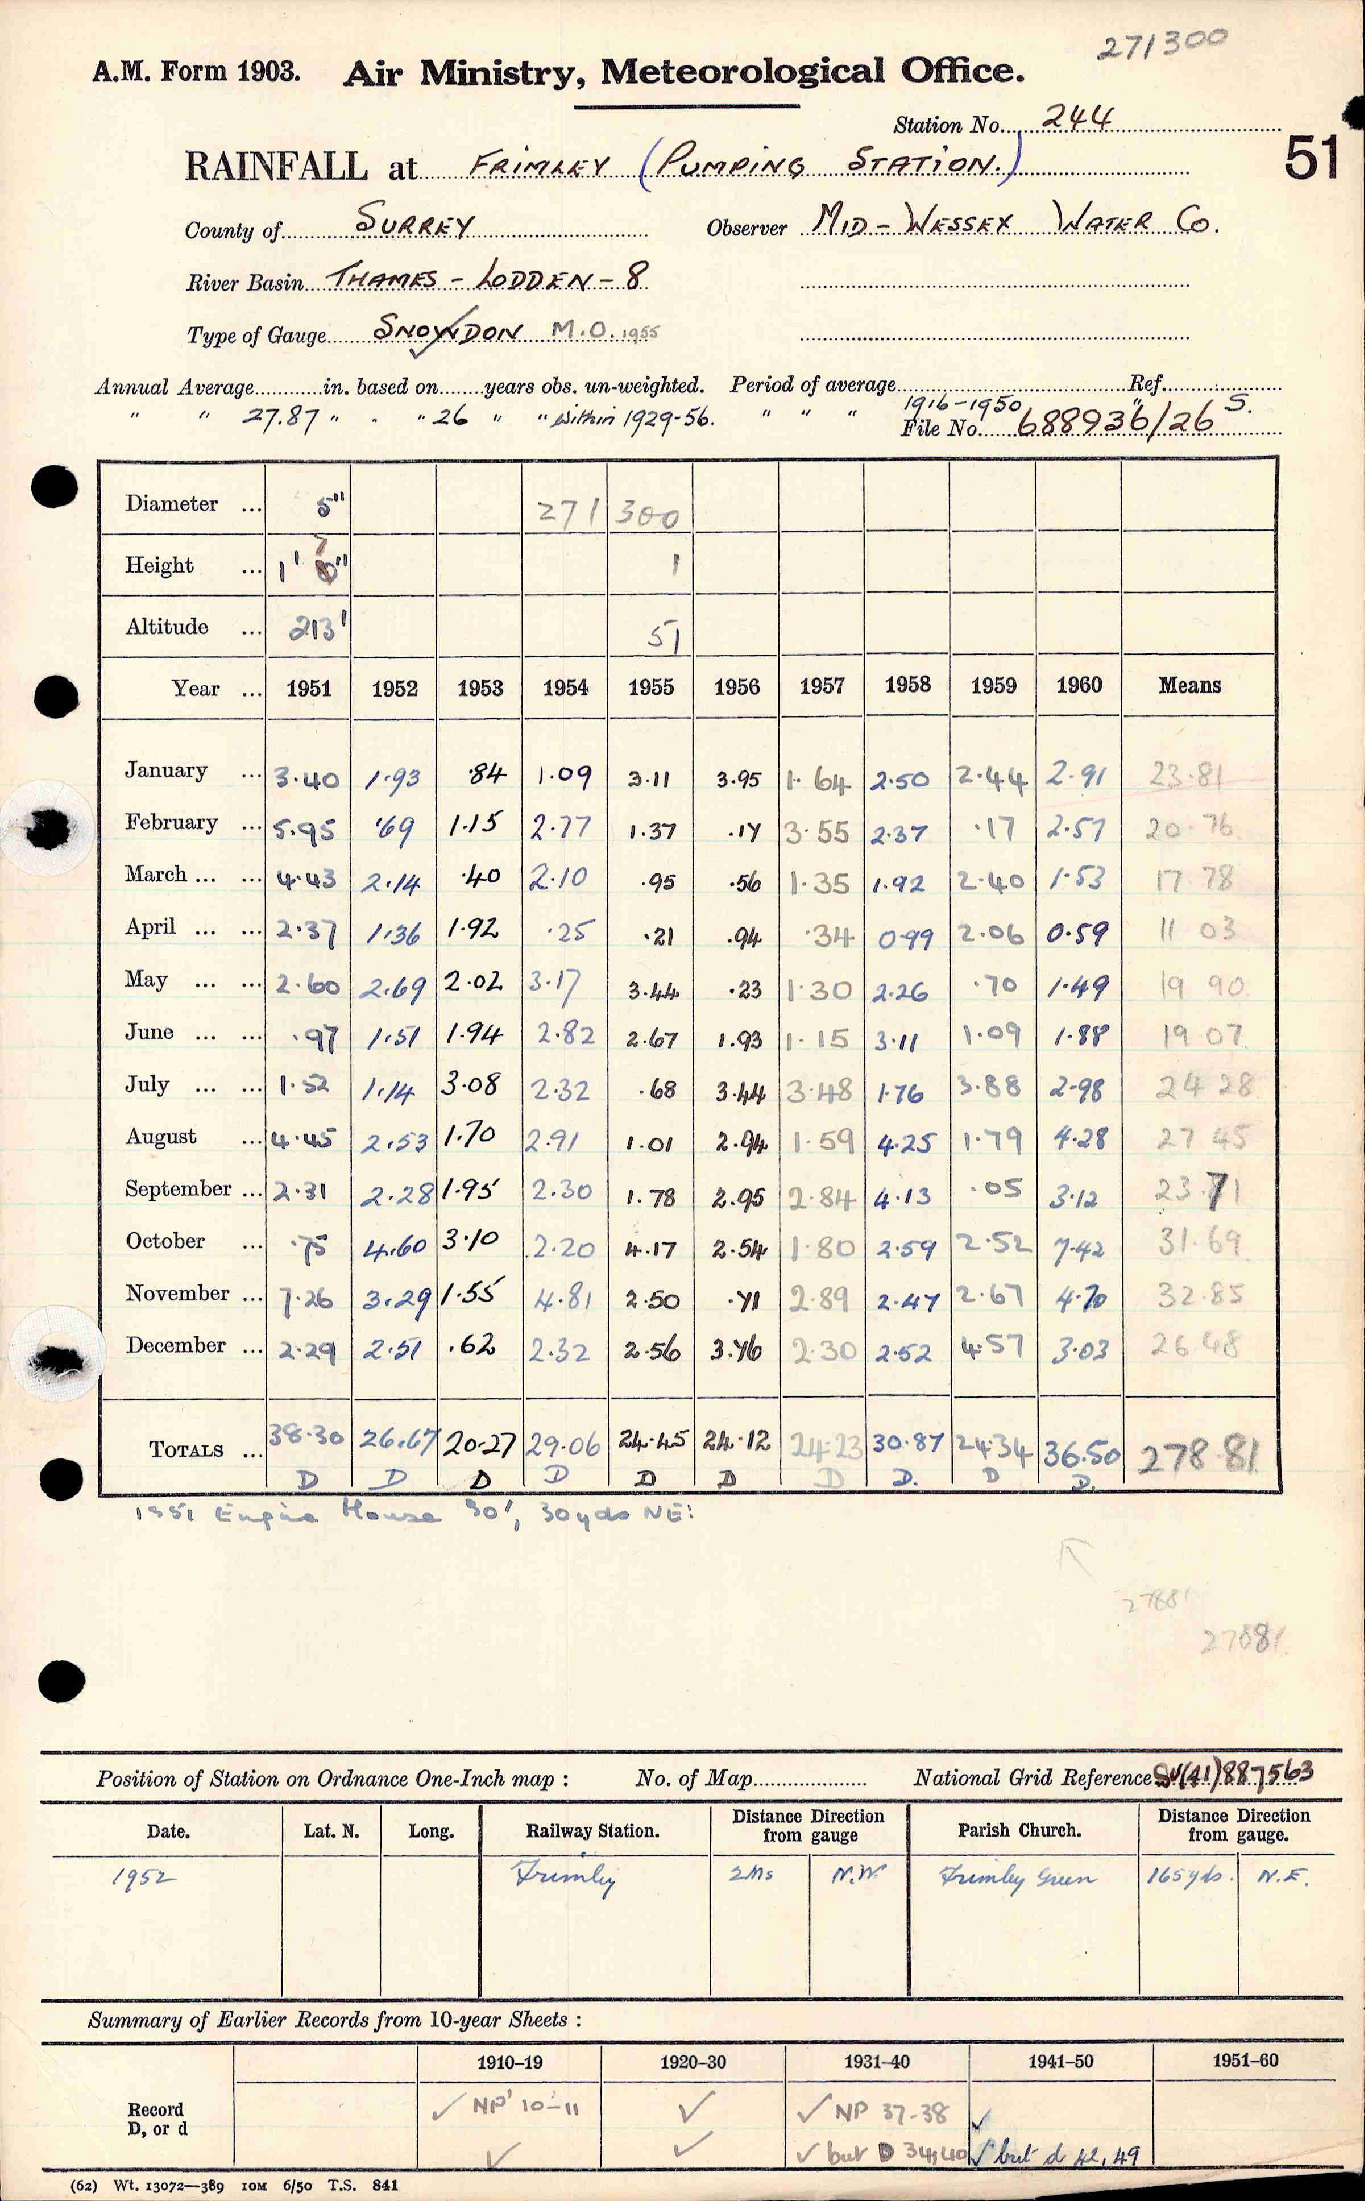 271300
A.M. Form 1903. Air Ministry, Meteorological Office.
Station No. 244
51
RAINFALL at FRIMLEY (PUMPING STATION.)
County of SURREY Observer MID-WESSEX WATER Co.
River Basin THAMES - LODDEN - 8
Type of Gauge SNOWDON M.O. 1955
Annual Average in. based on years obs. un-weighted. Period of average Ref.
" " 27.87 " . " 26 " " within 1929-56. " " " 1916-1950 " S.
File No. 688936/26
Diameter ... 5" 271 300
Height ... 1' 7" 1
Altitude ... 213' 51
Year ... 1951 1952 1953 1954 1955 1956 1957 1958 1959 1960 Means
January ... 3.40 1.93 .84 1.09 3.11 3.95 1.64 2.50 2.44 2.91 23.81
February ... 5.95 .69 1.15 2.77 1.37 .17 3.55 2.37 .17 2.57 20.76
March ... ... 4.43 2.14 .40 2.10 .95 .56 1.35 1.92 2.40 1.53 17 78
April ... ... 2.37 1.36 1.92 .25 .21 .94 .34 0.99 2.06 0.59 11 03
May ... ... 2.60 2.69 2.02 3.17 3.44 .23 1.30 2.26 .70 1.49 19 90
June ... ... .97 1.51 1.94 2.82 2.67 1.93 1.15 3.11 1.09 1.88 19 07
July ... ... 1.52 1.14 3.08 2.32 .68 3.44 3.48 1.76 3.88 2.98 24 28
August ... 4.45 2.53 1.70 2.91 1.01 2.94 1.59 4.25 1.79 4.28 27 45
September ... 2.31 2.28 1.95 2.30 1.78 2.95 2.84 4.13 .05 3.12 23.71
October ... .75 4.60 3.10 2.20 4.17 2.54 1.80 2.59 2.52 7.42 31.69
November ... 7.26 3.29 1.55 4.81 2.50 .71 2.89 2.47 2.67 4.70 32.85
December ... 2.29 2.51 .62 2.32 2.56 3.76 2.30 2.52 4.57 3.03 26 48
TOTALS ... 38.30 26.67 20.27 29.06 24.45 24.12 24.23 30.87 24.34 36.50 278.81
D D D D D D D D. D D.
1951 Engine House 30', 30yds NE:
27881
27881
Position of Station on Ordnance One-Inch map : No. of Map National Grid Reference SU(41)887563
Date. Lat. N. Long. Railway Station. Distance Direction from gauge Parish Church. Distance Direction from gauge.
1952 Frimley 2Ms N.W. Frimley Green 165yds. N.E.
Summary of Earlier Records from 10-year Sheets :
1910-19 1920-30 1931-40 1941-50 1951-60
Record ✓ NP' 10-11 ✓ ✓ NP 37-38 ✓
D, or d ✓ ✓ ✓ but D 34,40 ✓ but d 42, 49
(62) Wt. 13072—389 10M 6/50 T.S. 841